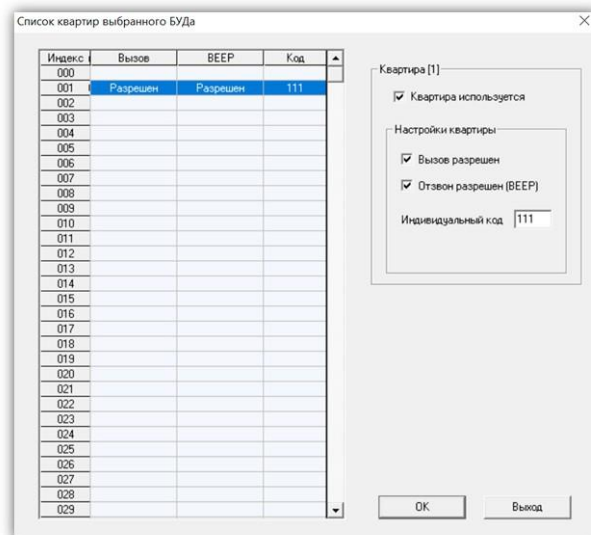 Список квартир выбранного БУДа
Индекс Вызов BEEP Код
000
001 Разрешен Разрешен 111
002
003
004
005
006
007
008
009
010
011
012
013
014
015
016
017
018
019
020
021
022
023
024
025
026
027
028
029
Квартира [1]
Квартира используется
Настройки квартиры
Вызов разрешен
Отзвон разрешен (BEEP)
Индивидуальный код 111
OK Выход